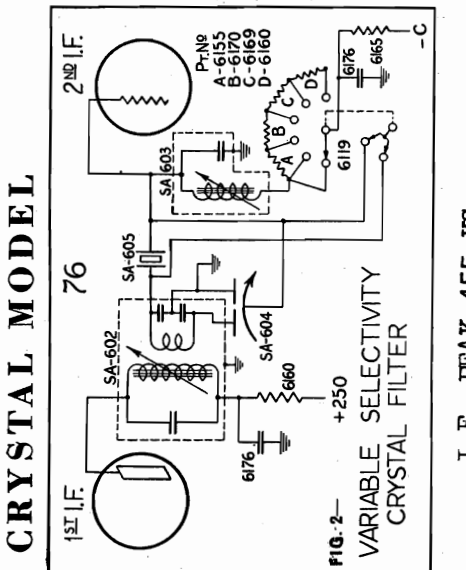 CRYSTAL MODEL
76
1ST I.F.
SA-602
SA-605
SA-603
2ND I.F.
PT. No
A-6155
B-6170
C-6169
D-6160
A
B
C
D
6176
6165
-C
6119
SA-604
6176
6160
+250
FIG.-2—
VARIABLE SELECTIVITY
CRYSTAL FILTER